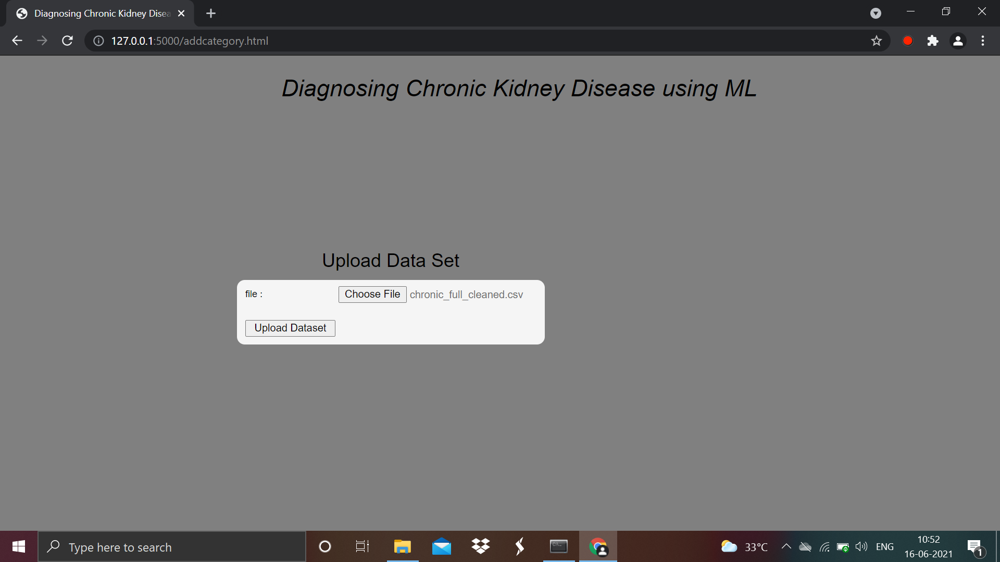 Diagnosing Chronic Kidney Disea
127.0.0.1:5000/addcategory.html
Diagnosing Chronic Kidney Disease using ML
Upload Data Set
file :
Choose File chronic_full_cleaned.csv
Upload Dataset
Type here to search
33°C
ENG
10:52
16-06-2021
1